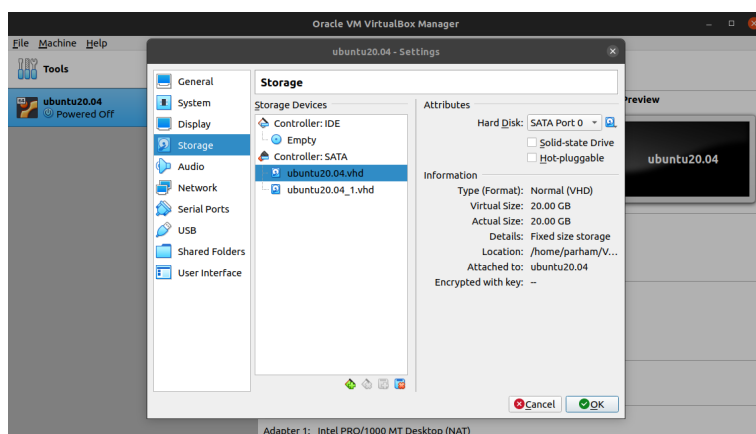 Oracle VM VirtualBox Manager
File Machine Help
Tools
ubuntu20.04
Powered Off
ubuntu20.04 - Settings
General
System
Display
Storage
Audio
Network
Serial Ports
USB
Shared Folders
User Interface
Storage
Storage Devices
Controller: IDE
Empty
Controller: SATA
ubuntu20.04.vhd
ubuntu20.04_1.vhd
Attributes
Hard Disk: SATA Port 0
Solid-state Drive
Hot-pluggable
Information
Type (Format): Normal (VHD)
Virtual Size: 20.00 GB
Actual Size: 20.00 GB
Details: Fixed size storage
Location: /home/parham/V...
Attached to: ubuntu20.04
Encrypted with key: --
Cancel OK
Preview
ubuntu20.04
Adapter 1: Intel PRO/1000 MT Desktop (NAT)